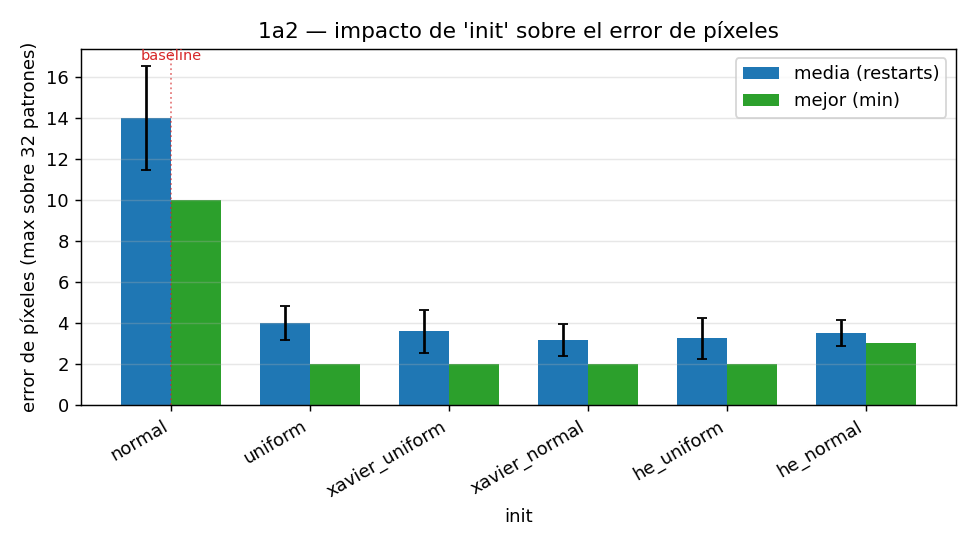 1a2 — impacto de 'init' sobre el error de píxeles
baseline
media (restarts)
mejor (min)
error de píxeles (max sobre 32 patrones)
16
14
12
10
8
6
4
2
0
normal
uniform
xavier_uniform
xavier_normal
he_uniform
he_normal
init